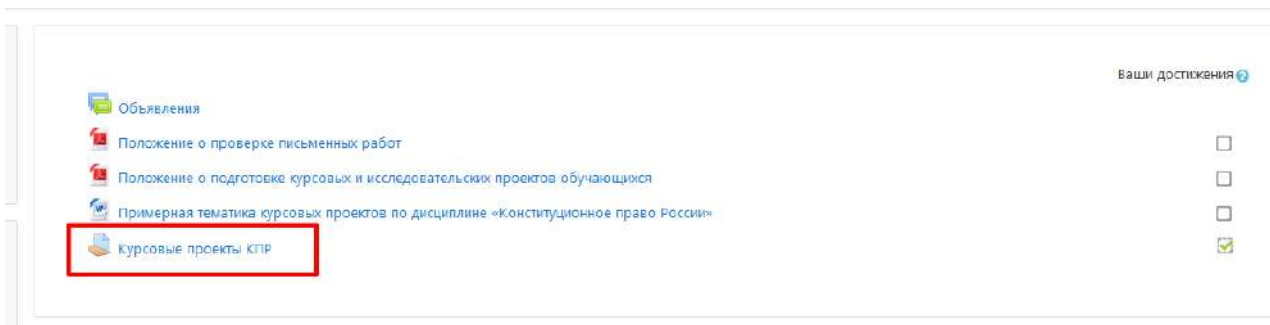 Ваши достижения
Объявления
Положение о проверке письменных работ
Положение о подготовке курсовых и исследовательских проектов обучающихся
Примерная тематика курсовых проектов по дисциплине «Конституционное право России»
Курсовые проекты КПР